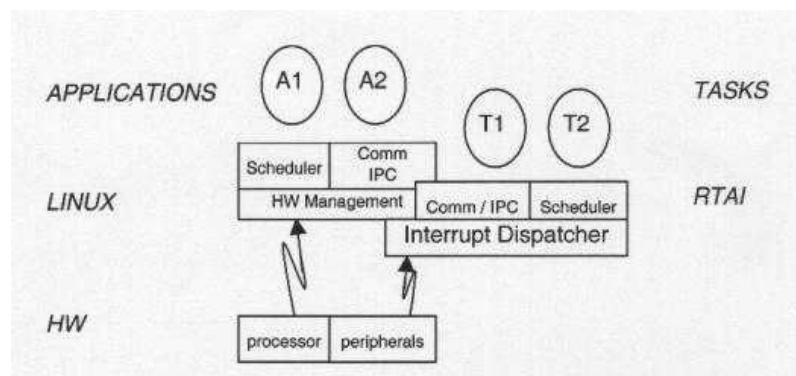 A1 A2
APPLICATIONS
TASKS
T1 T2
Scheduler
Comm
IPC
LINUX
HW Management
Comm / IPC
Scheduler
RTAI
Interrupt Dispatcher
HW
processor
peripherals